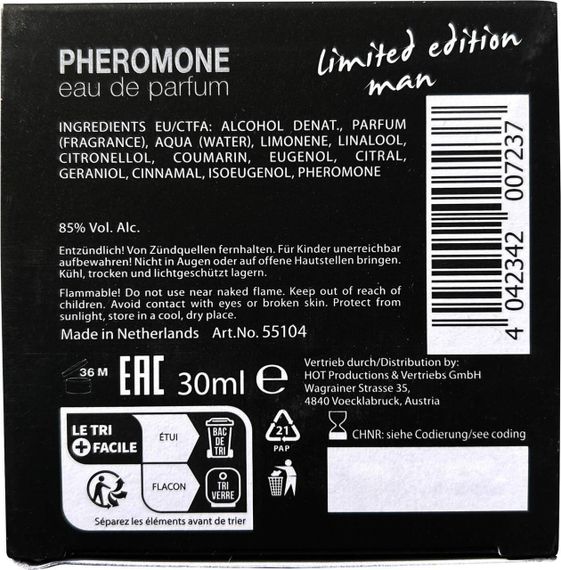 PHEROMONE
eau de parfum
limited edition
man
INGREDIENTS EU/CTFA: ALCOHOL DENAT., PARFUM
(FRAGRANCE), AQUA (WATER), LIMONENE, LINALOOL,
CITRONELLOL, COUMARIN, EUGENOL, CITRAL,
GERANIOL, CINNAMAL, ISOEUGENOL, PHEROMONE
85% Vol. Alc.
Entzündlich! Von Zündquellen fernhalten. Für Kinder unerreichbar
aufbewahren! Nicht in Augen oder auf offene Hautstellen bringen.
Kühl, trocken und lichtgeschützt lagern.
Flammable! Do not use near naked flame. Keep out of reach of
children. Avoid contact with eyes or broken skin. Protect from
sunlight, store in a cool, dry place.
Made in Netherlands Art.No. 55104
4 042342 007237
36 M
EAC
30ml ℮
Vertrieb durch/Distribution by:
HOT Productions & Vertriebs GmbH
Wagrainer Strasse 35,
4840 Voecklabruck, Austria
LE TRI
+ FACILE
ÉTUI
BAC
DE
TRI
FLACON
TRI
VERRE
Séparez les éléments avant de trier
21
PAP
CHNR: siehe Codierung/see coding